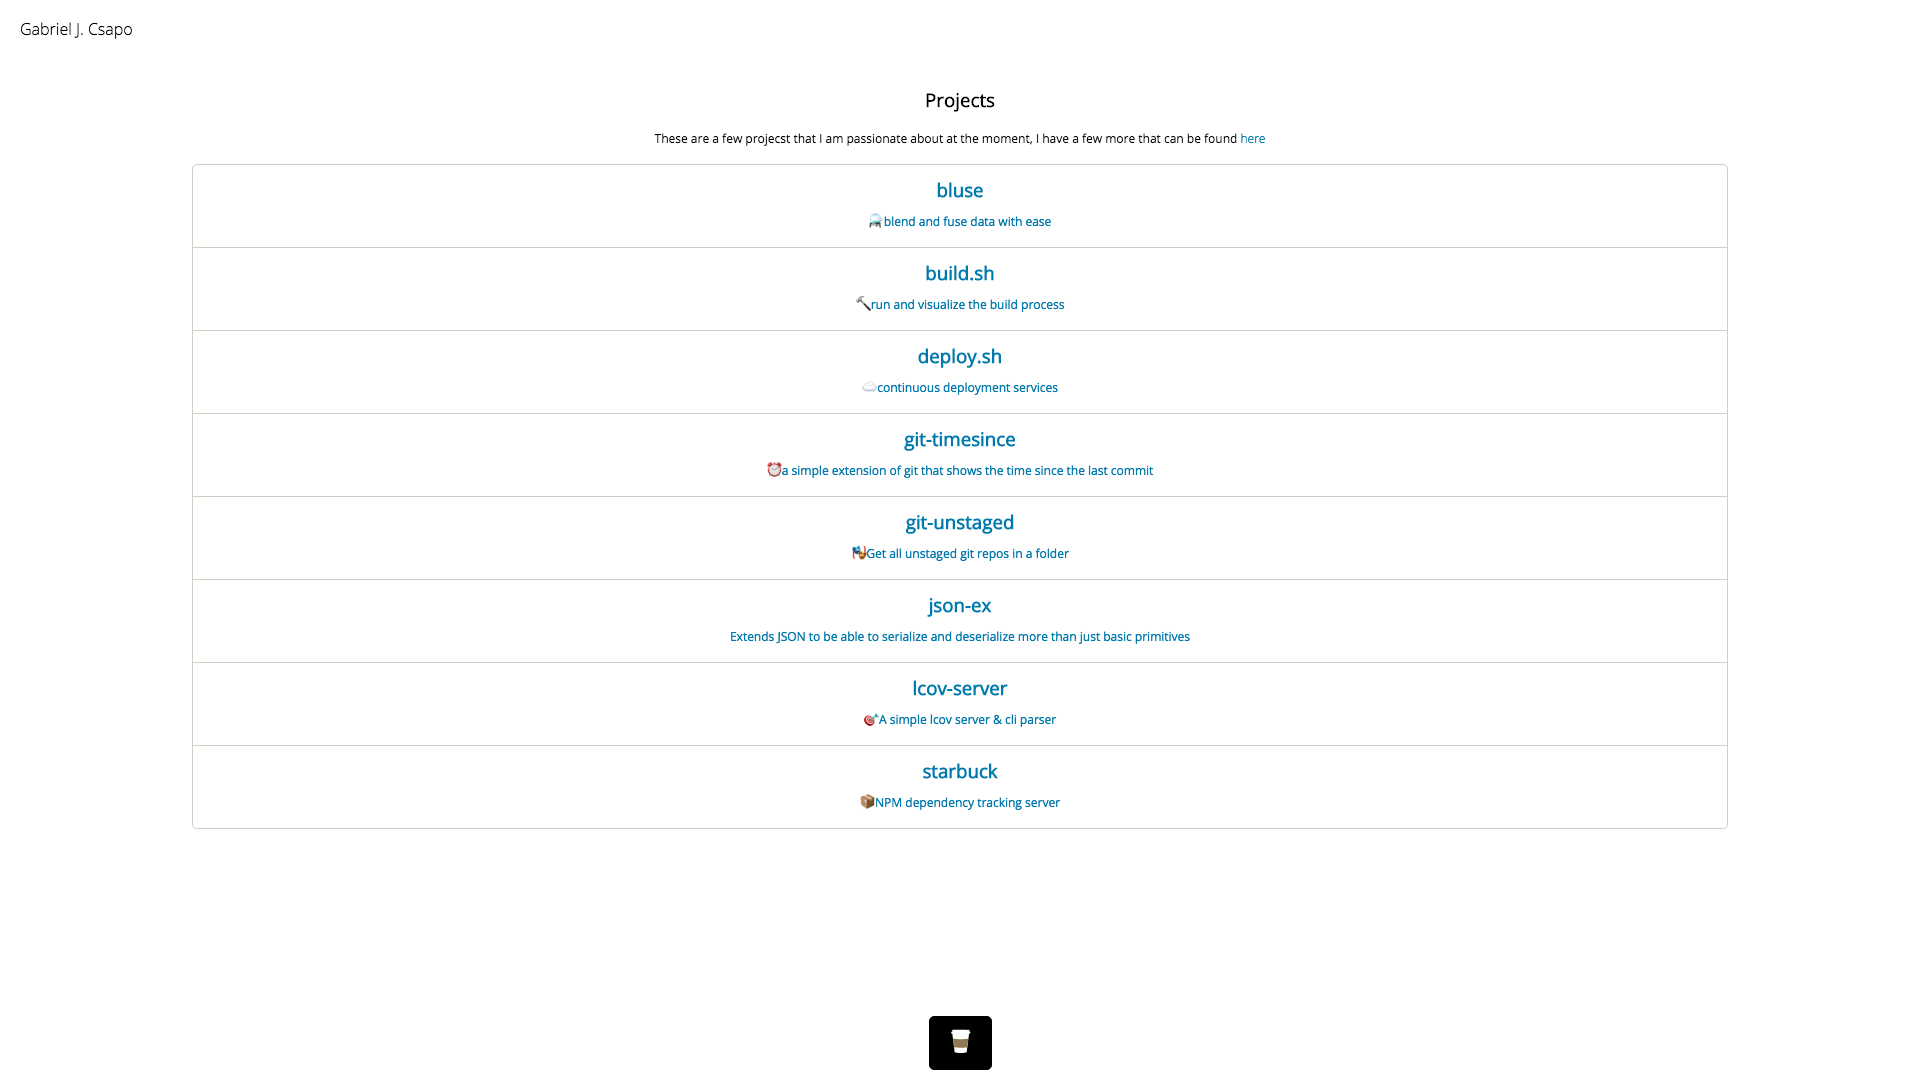 Gabriel J. Csapo
Projects
These are a few projecst that I am passionate about at the moment, I have a few more that can be found here
bluse
blend and fuse data with ease
build.sh
run and visualize the build process
deploy.sh
continuous deployment services
git-timesince
a simple extension of git that shows the time since the last commit
git-unstaged
Get all unstaged git repos in a folder
json-ex
Extends JSON to be able to serialize and deserialize more than just basic primitives
lcov-server
A simple lcov server & cli parser
starbuck
NPM dependency tracking server